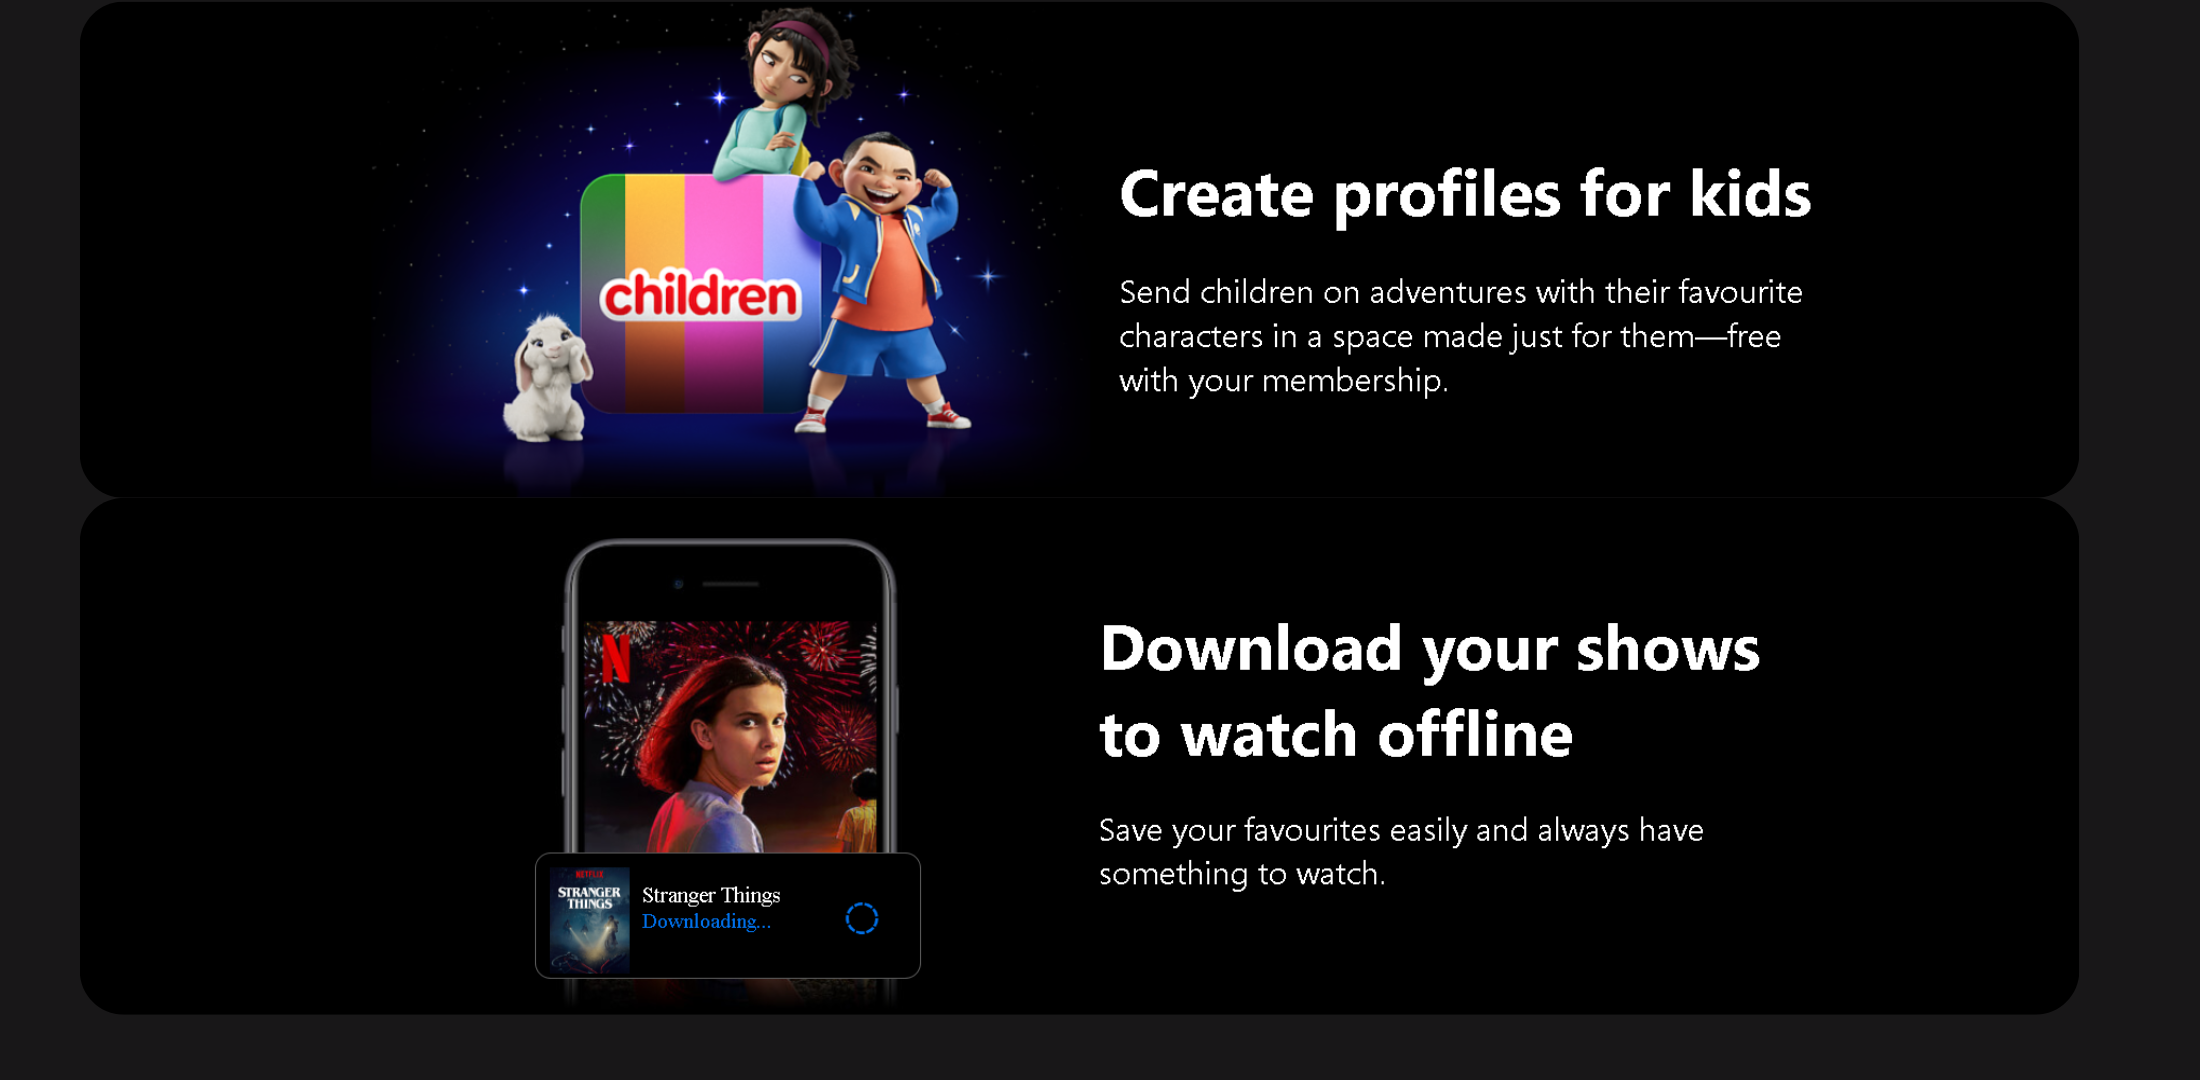 children
Create profiles for kids
Send children on adventures with their favourite
characters in a space made just for them—free
with your membership.
N
Download your shows
to watch offline
Save your favourites easily and always have
something to watch.
NETFLIX
STRANGER
THINGS
Stranger Things
Downloading...